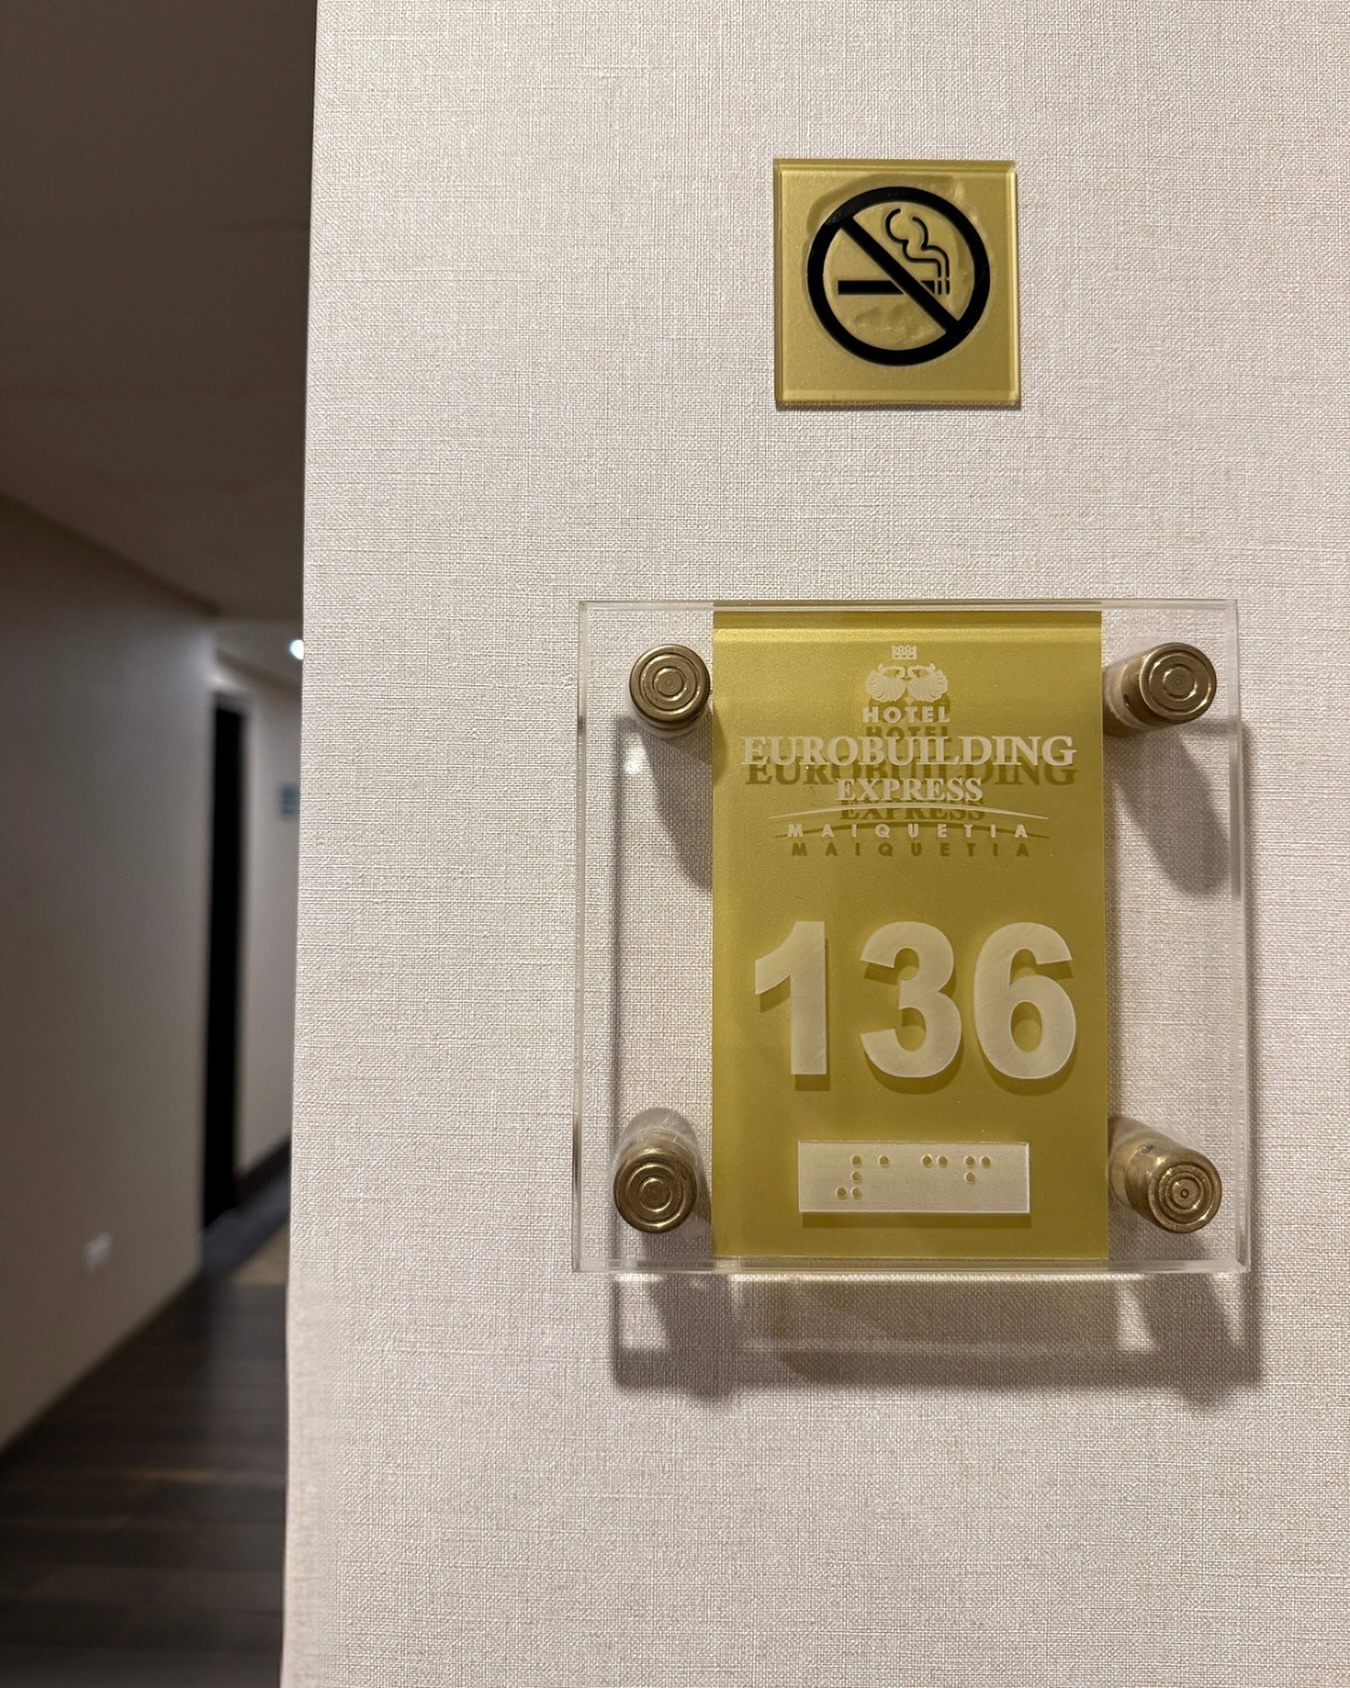 HOTEL
EUROBUILDING
EXPRESS
MAIQUETIA
136
⠼⠁⠉⠋